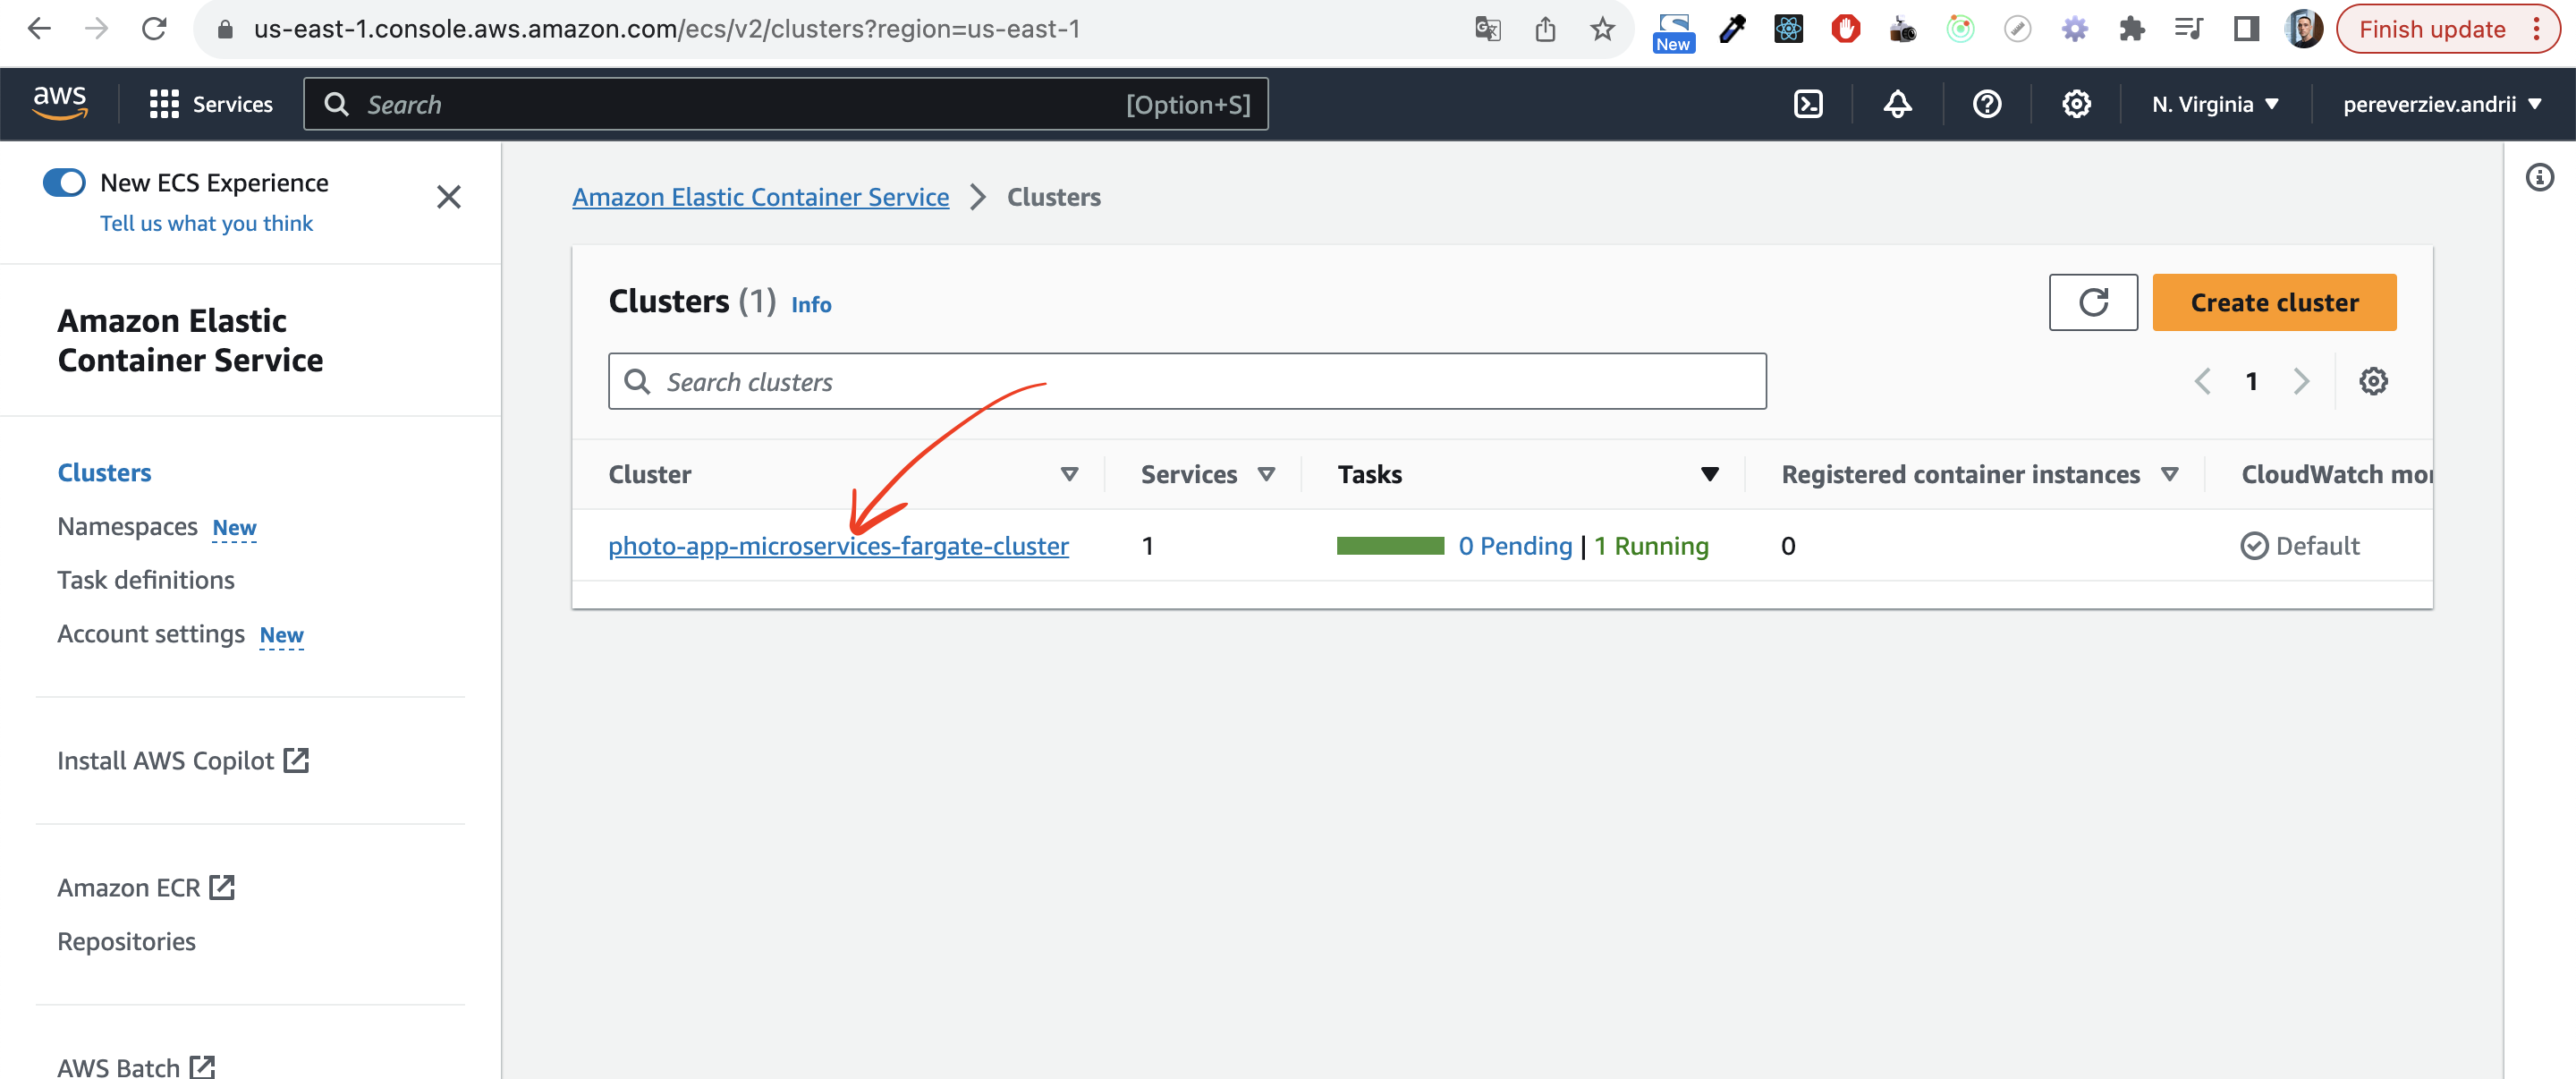 us-east-1.console.aws.amazon.com/ecs/v2/clusters?region=us-east-1
New
Finish update
aws
Services
Search
[Option+S]
N. Virginia
pereverziev.andrii
New ECS Experience
Tell us what you think
Amazon Elastic
Container Service
Clusters
Namespaces New
Task definitions
Account settings New
Install AWS Copilot
Amazon ECR
Repositories
AWS Batch
Amazon Elastic Container Service > Clusters
Clusters (1) Info
Create cluster
Search clusters
1
Cluster Services Tasks Registered container instances CloudWatch mo
photo-app-microservices-fargate-cluster 1 0 Pending | 1 Running 0 Default